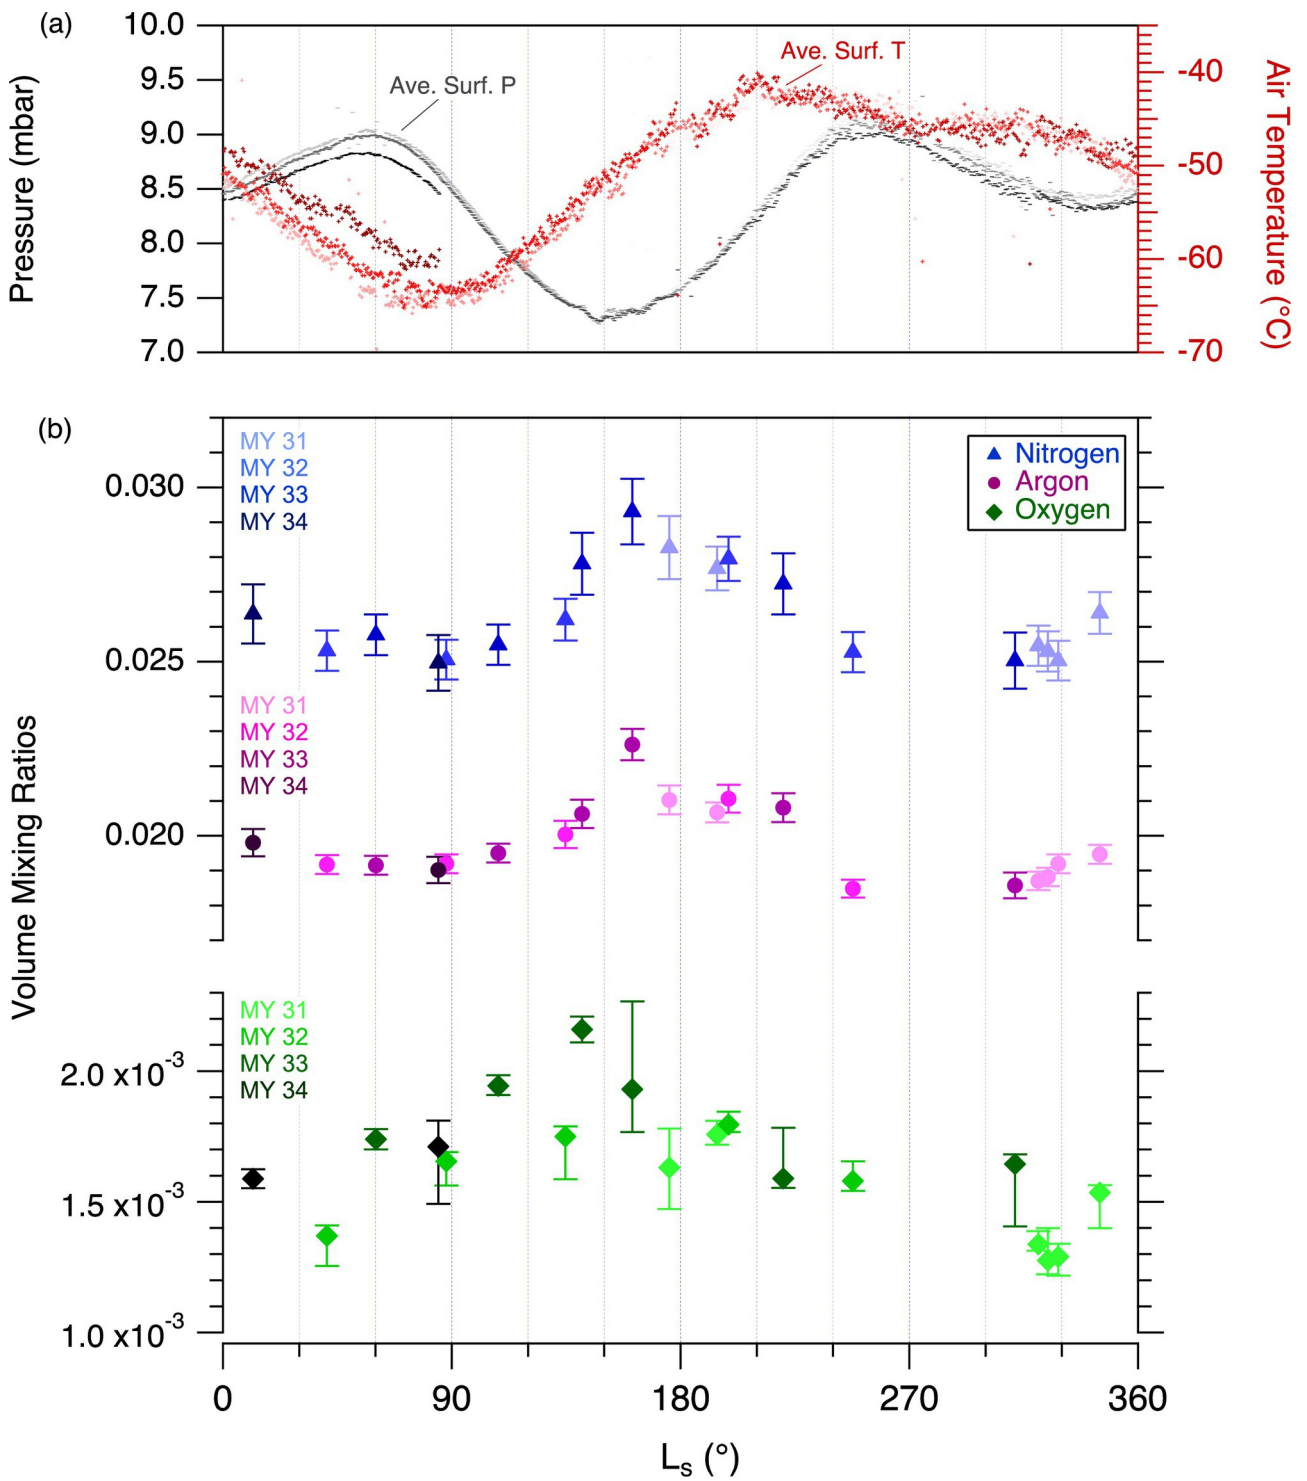 (a)
10.0
9.5
9.0
8.5
8.0
7.5
7.0
Pressure (mbar)
Ave. Surf. P
Ave. Surf. T
-40
-50
-60
-70
Air Temperature (°C)
(b)
MY 31
MY 32
MY 33
MY 34
Nitrogen
Argon
Oxygen
0.030
0.025
MY 31
MY 32
MY 33
MY 34
0.020
Volume Mixing Ratios
MY 31
MY 32
MY 33
MY 34
2.0 x10⁻³
1.5 x10⁻³
1.0 x10⁻³
0 90 180 270 360
Lₛ (°)